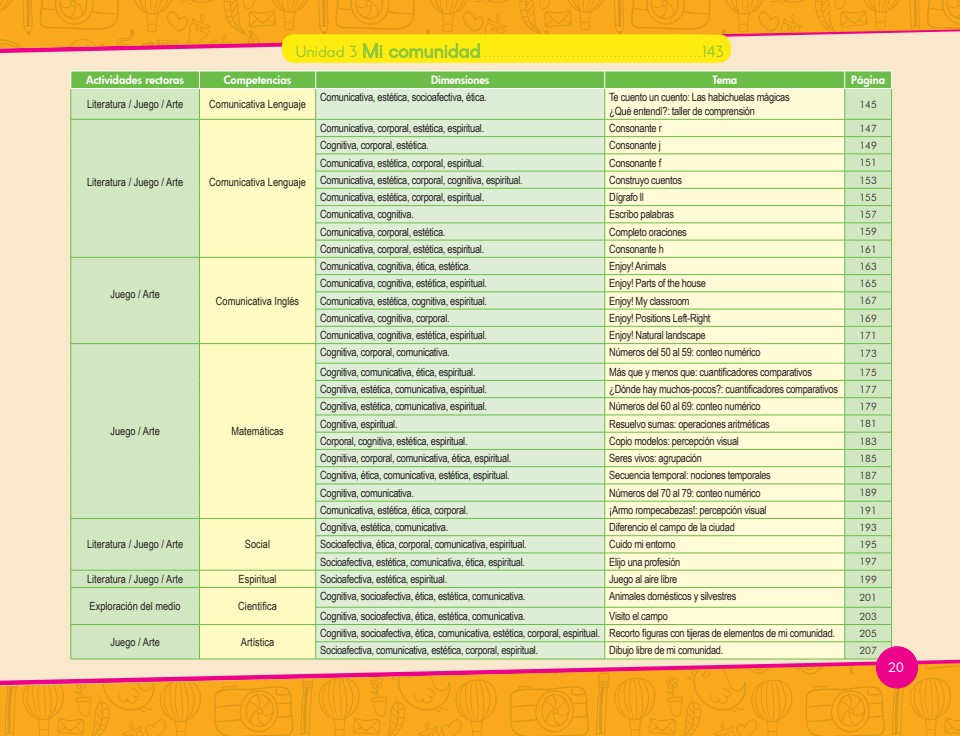 Unidad 3 Mi comunidad..................................................143
Actividades rectoras Competencias Dimensiones Tema Página
Literatura / Juego / Arte Comunicativa Lenguaje Comunicativa, estética, socioafectiva, ética. Te cuento un cuento: Las habichuelas mágicas 145
¿Qué entendí?: taller de comprensión
Literatura / Juego / Arte Comunicativa Lenguaje Comunicativa, corporal, estética, espiritual. Consonante r 147
Cognitiva, corporal, estética. Consonante j 149
Comunicativa, estética, corporal, espiritual. Consonante f 151
Comunicativa, estética, corporal, cognitiva, espiritual. Construyo cuentos 153
Comunicativa, estética, corporal, espiritual. Dígrafo ll 155
Comunicativa, cognitiva. Escribo palabras 157
Comunicativa, corporal, estética. Completo oraciones 159
Comunicativa, corporal, estética, espiritual. Consonante h 161
Juego / Arte Comunicativa Inglés Comunicativa, cognitiva, ética, estética. Enjoy! Animals 163
Comunicativa, cognitiva, estética, espiritual. Enjoy! Parts of the house 165
Comunicativa, estética, cognitiva, espiritual. Enjoy! My classroom 167
Comunicativa, cognitiva, corporal. Enjoy! Positions Left-Right 169
Comunicativa, cognitiva, estética, espiritual. Enjoy! Natural landscape 171
Juego / Arte Matemáticas Cognitiva, corporal, comunicativa. Números del 50 al 59: conteo numérico 173
Cognitiva, comunicativa, ética, espiritual. Más que y menos que: cuantificadores comparativos 175
Cognitiva, estética, comunicativa, espiritual. ¿Dónde hay muchos-pocos?: cuantificadores comparativos 177
Cognitiva, estética, comunicativa, espiritual. Números del 60 al 69: conteo numérico 179
Cognitiva, espiritual. Resuelvo sumas: operaciones aritméticas 181
Corporal, cognitiva, estética, espiritual. Copio modelos: percepción visual 183
Cognitiva, corporal, comunicativa, ética, espiritual. Seres vivos: agrupación 185
Cognitiva, ética, comunicativa, estética, espiritual. Secuencia temporal: nociones temporales 187
Cognitiva, comunicativa. Números del 70 al 79: conteo numérico 189
Comunicativa, estética, ética, corporal. ¡Armo rompecabezas!: percepción visual 191
Literatura / Juego / Arte Social Cognitiva, estética, comunicativa. Diferencio el campo de la ciudad 193
Socioafectiva, ética, corporal, comunicativa, espiritual. Cuido mi entorno 195
Socioafectiva, estética, comunicativa, ética, espiritual. Elijo una profesión 197
Literatura / Juego / Arte Espiritual Socioafectiva, estética, espiritual. Juego al aire libre 199
Exploración del medio Científica Cognitiva, socioafectiva, ética, estética, comunicativa. Animales domésticos y silvestres 201
Cognitiva, socioafectiva, ética, estética, comunicativa. Visito el campo 203
Juego / Arte Artística Cognitiva, socioafectiva, ética, comunicativa, estética, corporal, espiritual. Recorto figuras con tijeras de elementos de mi comunidad. 205
Socioafectiva, comunicativa, estética, corporal, espiritual. Dibujo libre de mi comunidad. 207
20